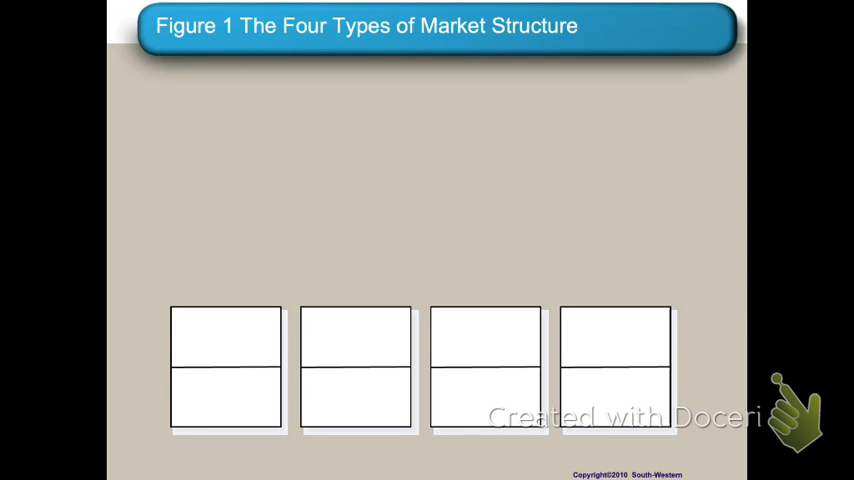 Figure 1 The Four Types of Market Structure
Created with Doceri
Copyright©2010 South-Western